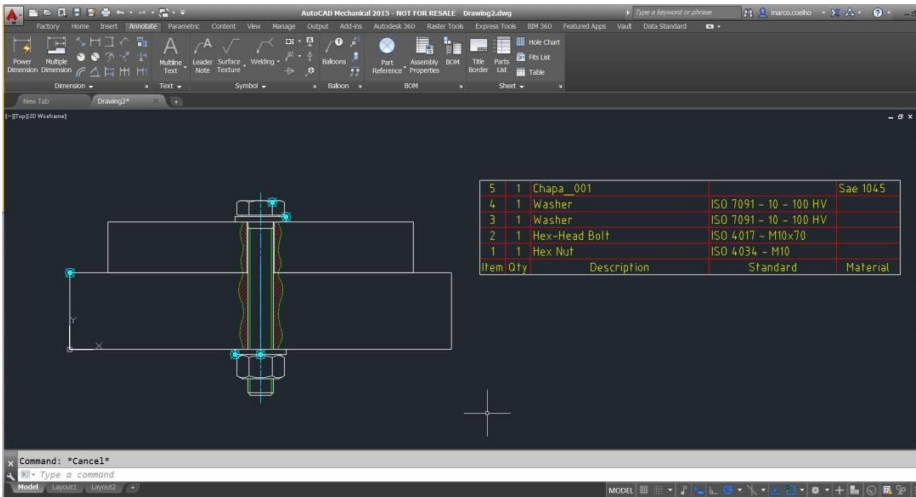 AutoCAD Mechanical 2015 - NOT FOR RESALE Drawing2.dwg
Type a keyword or phrase
marco.coelho
Factory Home Insert Annotate Parametric Content View Manage Output Add-ins Autodesk 360 Raster Tools Express Tools BIM 360 Featured Apps Vault Data Standard
Power Dimension
Multiple Dimension
Multiline Text
Leader Note
Surface Texture
Welding
Balloons
Part Reference
Assembly Properties
BOM
Title Border
Parts List
Hole Chart
Fits List
Table
Dimension Text Symbol Balloon BOM Sheet
New Tab Drawing2*
[-][Top][2D Wireframe]
5 1 Chapa_001 Sae 1045
4 1 Washer ISO 7091 - 10 - 100 HV
3 1 Washer ISO 7091 - 10 - 100 HV
2 1 Hex-Head Bolt ISO 4017 - M10x70
1 1 Hex Nut ISO 4034 - M10
Item Qty Description Standard Material
Y
X
Command: *Cancel*
Type a command
Model Layout1 Layout2 +
MODEL